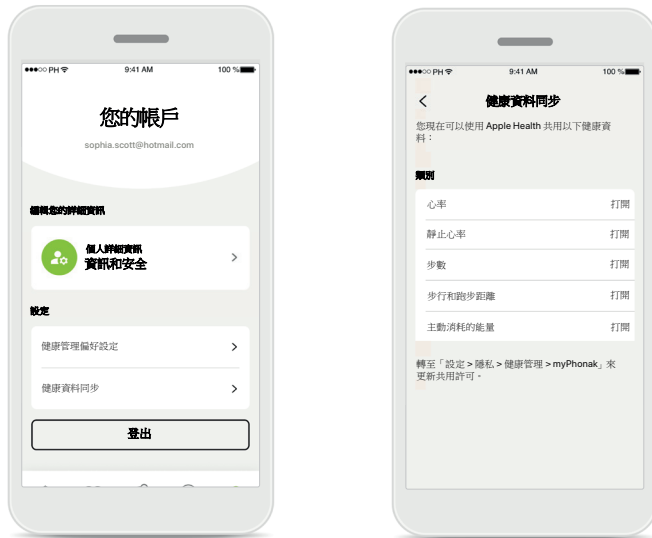 ●●●○○ PH 9:41 AM 100 %
您的帳戶
sophia.scott@hotmail.com
編輯您的詳細資訊
個人詳細資訊
資訊和安全
設定
健康管理偏好設定
健康資料同步
登出
●●●○○ PH 9:41 AM 100 %
健康資料同步
您現在可以使用 Apple Health 共用以下健康資
料：
類別
心率 打開
靜止心率 打開
步數 打開
步行和跑步距離 打開
主動消耗的能量 打開
轉至「設定 > 隱私 > 健康管理 > myPhonak」來
更新共用許可。